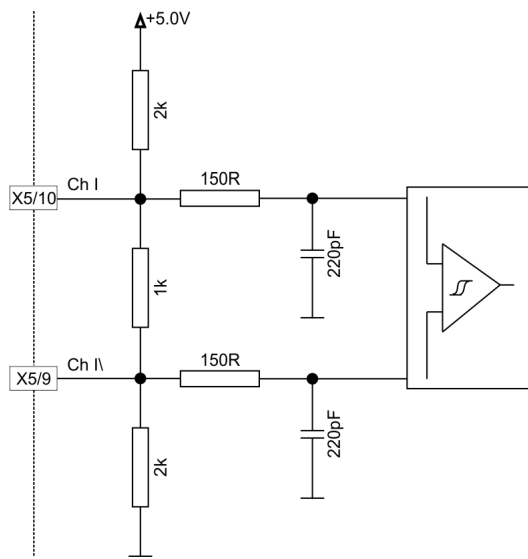 +5.0V
2k
X5/10
Ch I
150R
220pF
1k
X5/9
Ch I\
150R
220pF
2k